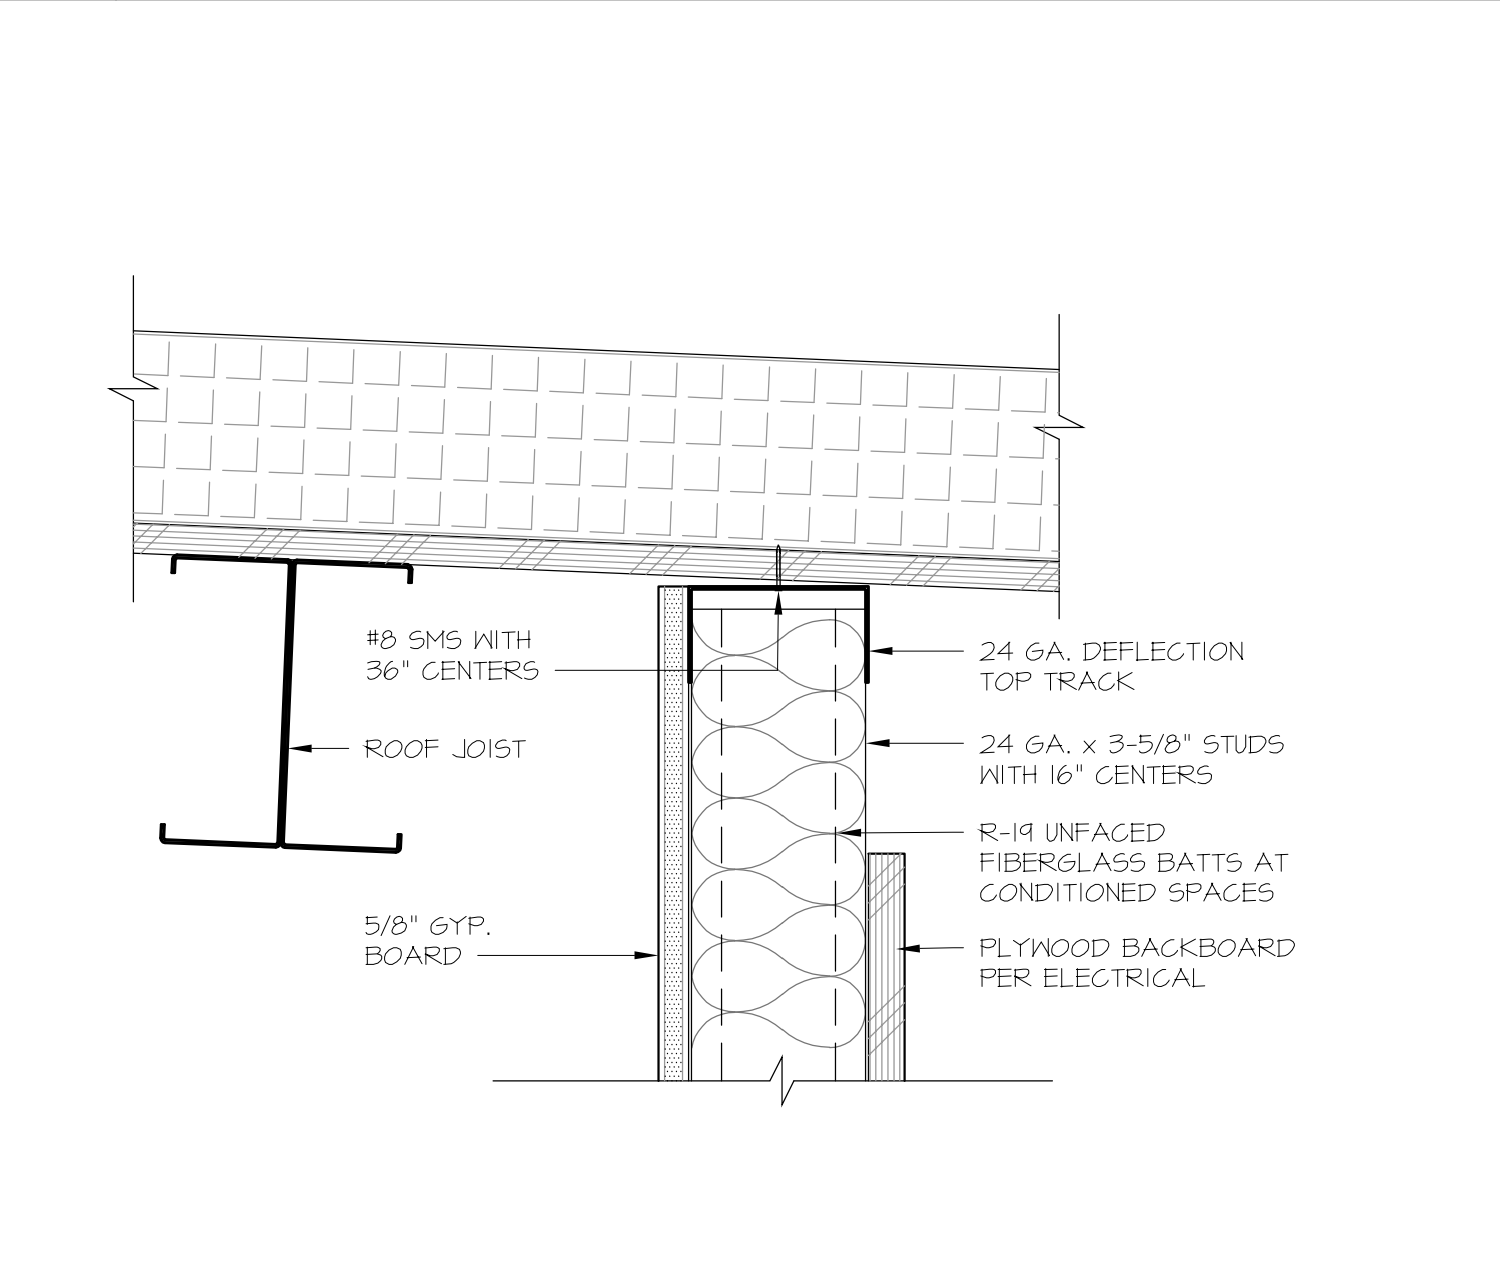 #8 SMS WITH
36" CENTERS
ROOF JOIST
5/8" GYP.
BOARD
24 GA. DEFLECTION
TOP TRACK
24 GA. x 3-5/8" STUDS
WITH 16" CENTERS
R-19 UNFACED
FIBERGLASS BATTS AT
CONDITIONED SPACES
PLYWOOD BACKBOARD
PER ELECTRICAL